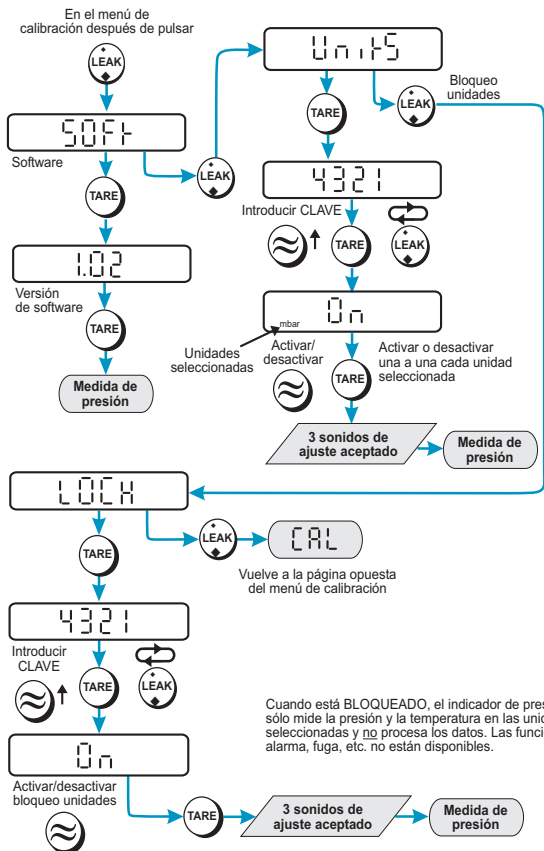 En el menú de
calibración después de pulsar
LEAK
SOFt
Software
LEAK
TARE
1.02
Versión
de software
TARE
Medida de
presión
UnitS
Bloqueo
unidades
TARE
LEAK
4321
Introducir CLAVE
TARE
LEAK
On
mbar
Unidades
seleccionadas
Activar/
desactivar
TARE
Activar o desactivar
una a una cada unidad
seleccionada
3 sonidos de
ajuste aceptado
Medida de
presión
LOCK
TARE
LEAK
CAL
Vuelve a la página opuesta
del menú de calibración
4321
Introducir
CLAVE
TARE
LEAK
On
Activar/desactivar
bloqueo unidades
TARE
3 sonidos de
ajuste aceptado
Medida de
presión
Cuando está BLOQUEADO, el indicador de pres
sólo mide la presión y la temperatura en las unid
seleccionadas y no procesa los datos. Las funci
alarma, fuga, etc. no están disponibles.